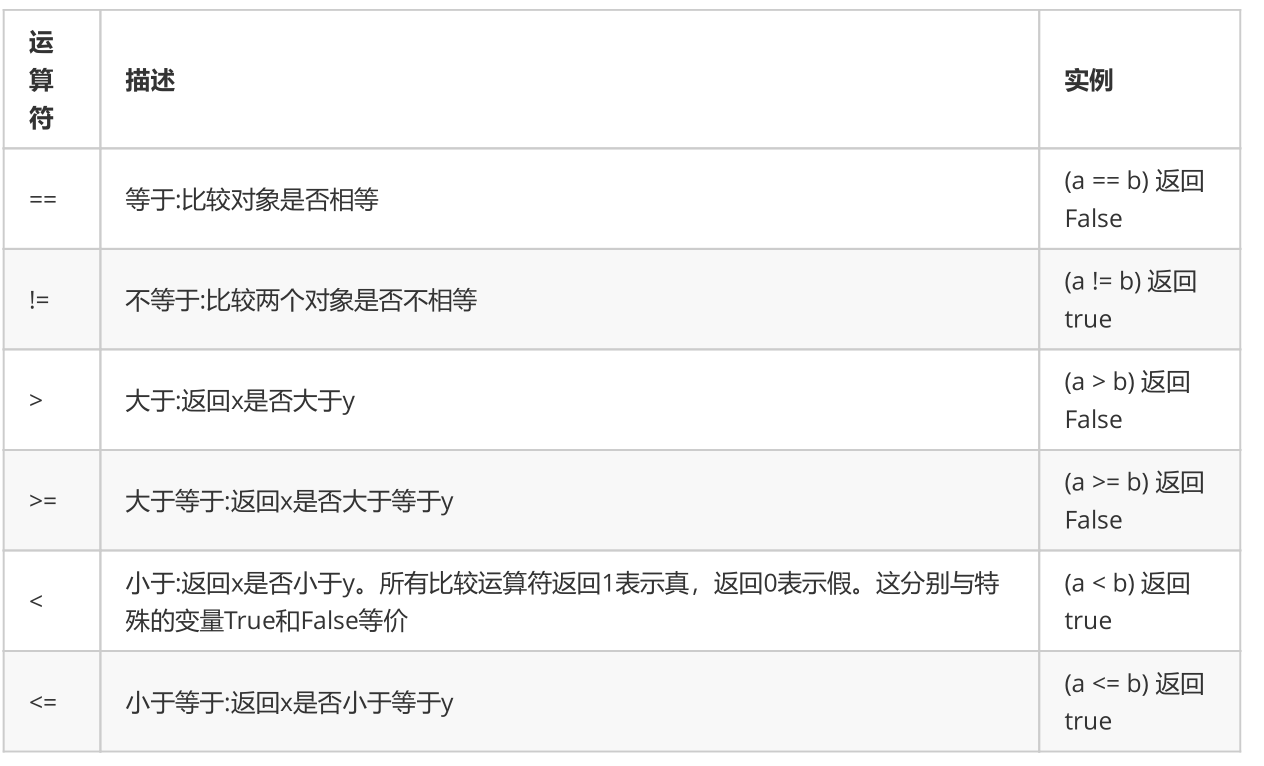 运
算
符
描述
实例
==
等于:比较对象是否相等
(a == b) 返回
False
!=
不等于:比较两个对象是否不相等
(a != b) 返回
true
>
大于:返回x是否大于y
(a > b) 返回
False
>=
大于等于:返回x是否大于等于y
(a >= b) 返回
False
<
小于:返回x是否小于y。所有比较运算符返回1表示真，返回0表示假。这分别与特
殊的变量True和False等价
(a < b) 返回
true
<=
小于等于:返回x是否小于等于y
(a <= b) 返回
true